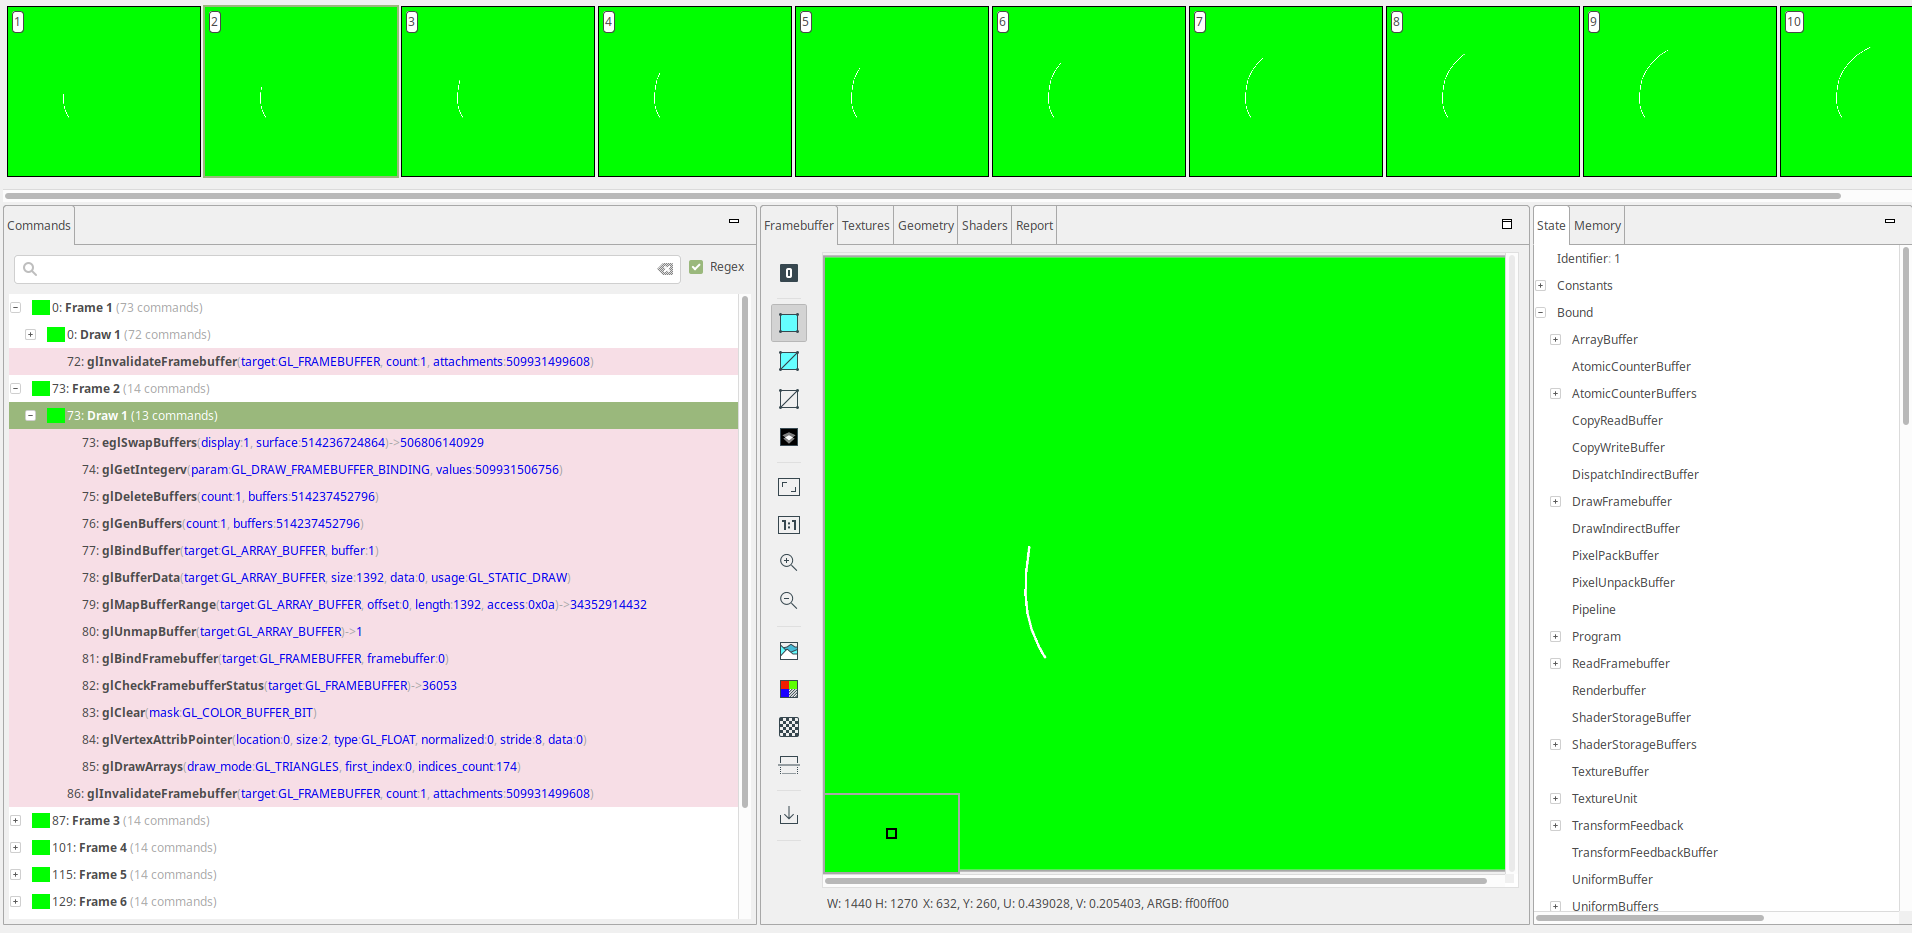 1 2 3 4 5 6 7 8 9 10
Commands
Framebuffer Textures Geometry Shaders Report
State Memory
Regex
0: Frame 1 (73 commands)
0: Draw 1 (72 commands)
72: glInvalidateFramebuffer(target:GL_FRAMEBUFFER, count:1, attachments:509931499608)
73: Frame 2 (14 commands)
73: Draw 1 (13 commands)
73: eglSwapBuffers(display:1, surface:514236724864)->506806140929
74: glGetIntegerv(param:GL_DRAW_FRAMEBUFFER_BINDING, values:509931506756)
75: glDeleteBuffers(count:1, buffers:514237452796)
76: glGenBuffers(count:1, buffers:514237452796)
77: glBindBuffer(target:GL_ARRAY_BUFFER, buffer:1)
78: glBufferData(target:GL_ARRAY_BUFFER, size:1392, data:0, usage:GL_STATIC_DRAW)
79: glMapBufferRange(target:GL_ARRAY_BUFFER, offset:0, length:1392, access:0x0a)->34352914432
80: glUnmapBuffer(target:GL_ARRAY_BUFFER)->1
81: glBindFramebuffer(target:GL_FRAMEBUFFER, framebuffer:0)
82: glCheckFramebufferStatus(target:GL_FRAMEBUFFER)->36053
83: glClear(mask:GL_COLOR_BUFFER_BIT)
84: glVertexAttribPointer(location:0, size:2, type:GL_FLOAT, normalized:0, stride:8, data:0)
85: glDrawArrays(draw_mode:GL_TRIANGLES, first_index:0, indices_count:174)
86: glInvalidateFramebuffer(target:GL_FRAMEBUFFER, count:1, attachments:509931499608)
87: Frame 3 (14 commands)
101: Frame 4 (14 commands)
115: Frame 5 (14 commands)
129: Frame 6 (14 commands)
0
1:1
W: 1440 H: 1270 X: 632, Y: 260, U: 0.439028, V: 0.205403, ARGB: ff00ff00
Identifier: 1
Constants
Bound
ArrayBuffer
AtomicCounterBuffer
AtomicCounterBuffers
CopyReadBuffer
CopyWriteBuffer
DispatchIndirectBuffer
DrawFramebuffer
DrawIndirectBuffer
PixelPackBuffer
PixelUnpackBuffer
Pipeline
Program
ReadFramebuffer
Renderbuffer
ShaderStorageBuffer
ShaderStorageBuffers
TextureBuffer
TextureUnit
TransformFeedback
TransformFeedbackBuffer
UniformBuffer
UniformBuffers